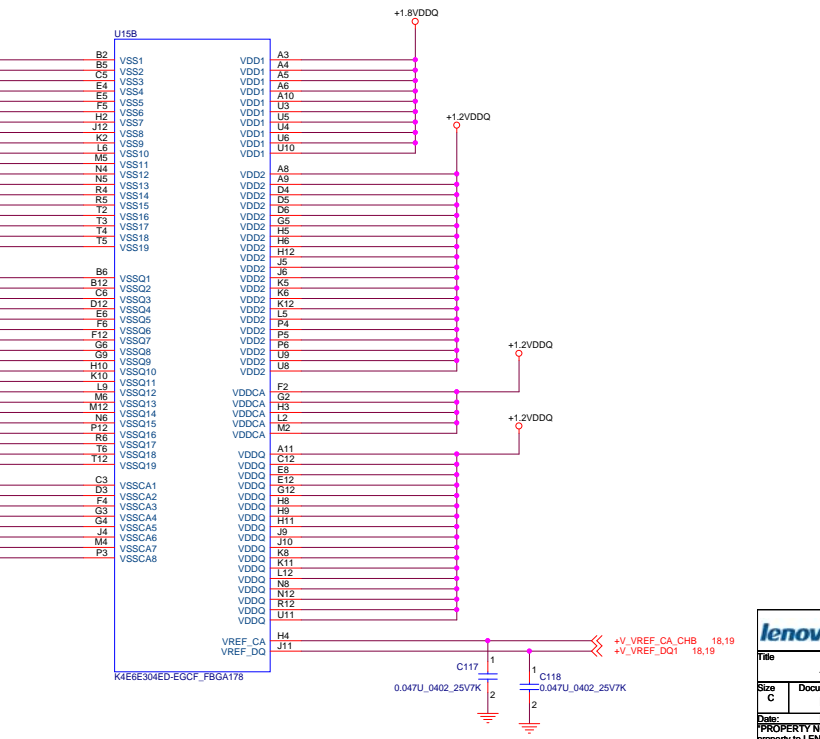 +1.8VDDQ
U15B
B2 VSS1 VDD1 A3
B5 VSS2 VDD1 A4
C5 VSS3 VDD1 A5
E4 VSS4 VDD1 A6
E5 VSS5 VDD1 A10
F5 VSS6 VDD1 U3
H2 VSS7 VDD1 U5
+1.2VDDQ
J12 VSS8 VDD1 U4
K2 VSS9 VDD1 U6
L6 VSS10 VDD1 U10
M5 VSS11
N4 VSS12 VDD2 A8
N5 VSS13 VDD2 A9
R4 VSS14 VDD2 D4
R5 VSS15 VDD2 D5
T2 VSS16 VDD2 D6
T3 VSS17 VDD2 G5
T4 VSS18 VDD2 H5
T5 VSS19 VDD2 H6
VDD2 H12
VDD2 J5
B6 VSSQ1 VDD2 J6
B12 VSSQ2 VDD2 K5
C6 VSSQ3 VDD2 K6
D12 VSSQ4 VDD2 K12
E6 VSSQ5 VDD2 L5
F6 VSSQ6 VDD2 P4
F12 VSSQ7 VDD2 P5
G6 VSSQ8 VDD2 P6
+1.2VDDQ
G9 VSSQ9 VDD2 U9
H10 VSSQ10 VDD2 U8
K10 VSSQ11
L9 VSSQ12 VDDCA F2
M6 VSSQ13 VDDCA G2
M12 VSSQ14 VDDCA H3
N6 VSSQ15 VDDCA L2
+1.2VDDQ
P12 VSSQ16 VDDCA M2
R6 VSSQ17
T6 VSSQ18 VDDQ A11
T12 VSSQ19 VDDQ C12
VDDQ E8
C3 VSSCA1 VDDQ E12
D3 VSSCA2 VDDQ G12
F4 VSSCA3 VDDQ H8
G3 VSSCA4 VDDQ H9
G4 VSSCA5 VDDQ H11
J4 VSSCA6 VDDQ J9
M4 VSSCA7 VDDQ J10
P3 VSSCA8 VDDQ K8
VDDQ K11
VDDQ L12
VDDQ N8
VDDQ N12
VDDQ R12
VDDQ U11
VREF_CA H4 +V_VREF_CA_CHB 18,19
VREF_DQ J11 +V_VREF_DQ1 18,19
K4E6E304ED-EGCF_FBGA178
1
C117
0.047U_0402_25V7K
2
1
C118
0.047U_0402_25V7K
2
lenov
Title
Size
C
Docu
Date:
"PROPERTY N
property to LEN